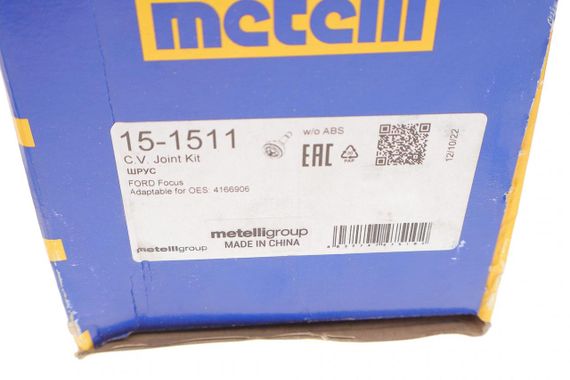 metelli
15-1511
w/o ABS
C.V. Joint Kit
ШРУС
FORD Focus
Adaptable for OES: 4166906
EAC
PAP
12/10/22
metelligroup
metelligroup
MADE IN CHINA